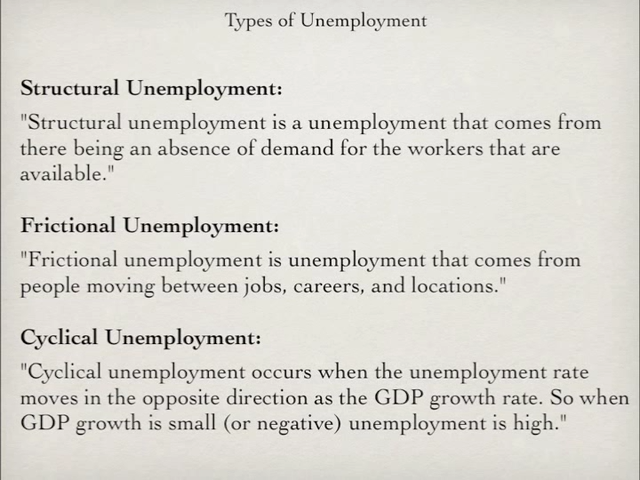 Types of Unemployment
Structural Unemployment:
"Structural unemployment is a unemployment that comes from
there being an absence of demand for the workers that are
available."
Frictional Unemployment:
"Frictional unemployment is unemployment that comes from
people moving between jobs, careers, and locations."
Cyclical Unemployment:
"Cyclical unemployment occurs when the unemployment rate
moves in the opposite direction as the GDP growth rate. So when
GDP growth is small (or negative) unemployment is high."